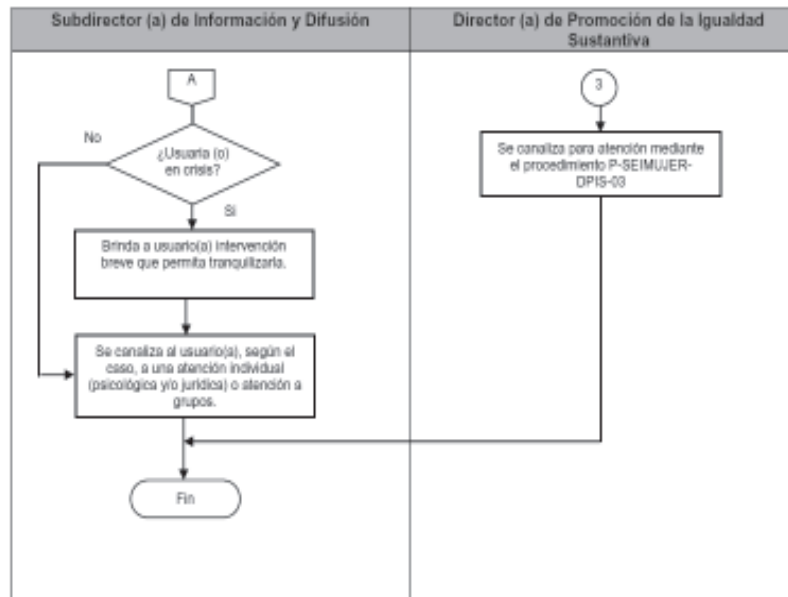 Subdirector (a) de Información y Difusión
Director (a) de Promoción de la Igualdad
Sustantiva
A
No
¿Usuaria (o)
en crisis?
Si
Brinda a usuario(a) intervención
breve que permita tranquilizarla.
Se canaliza al usuario(a), según el
caso, a una atención individual
(psicológica y/o jurídica) o atención a
grupos.
Fin
3
Se canaliza para atención mediante
el procedimiento P-SEIMUJER-
DPIS-03